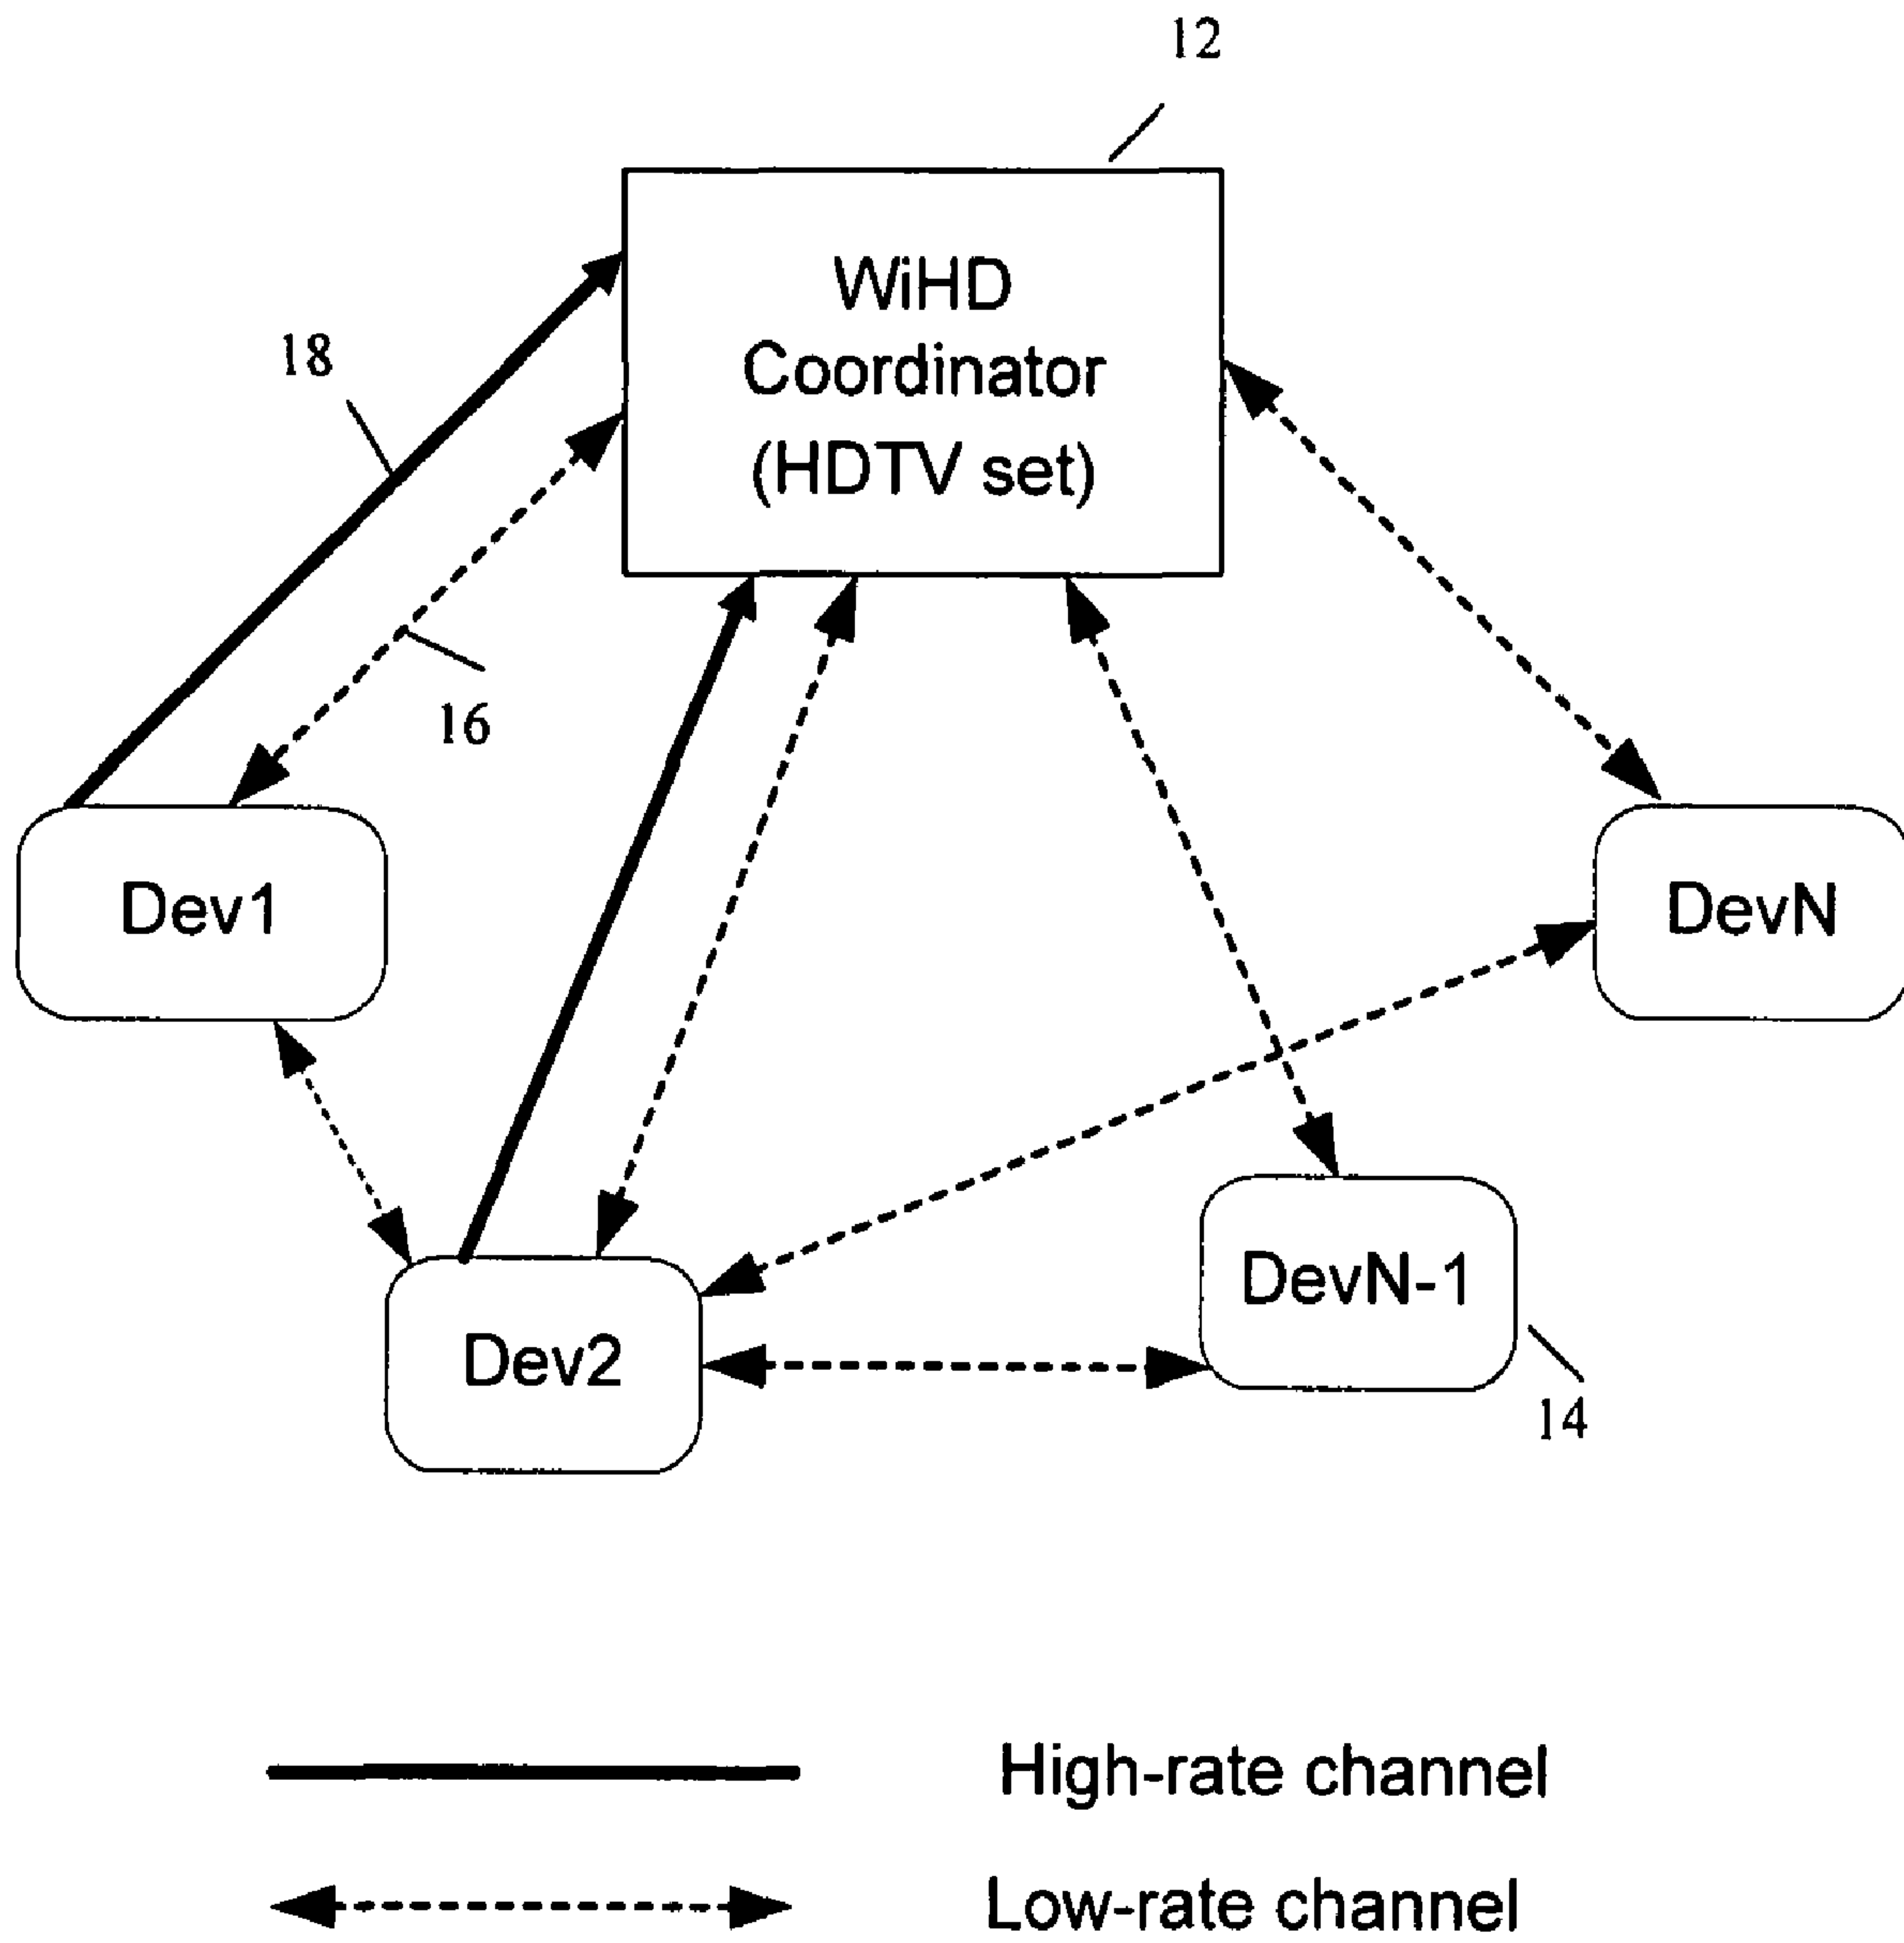 12
WiHD
Coordinator
(HDTV set)
18
16
Dev1
DevN
DevN-1
Dev2
14
High-rate channel
Low-rate channel